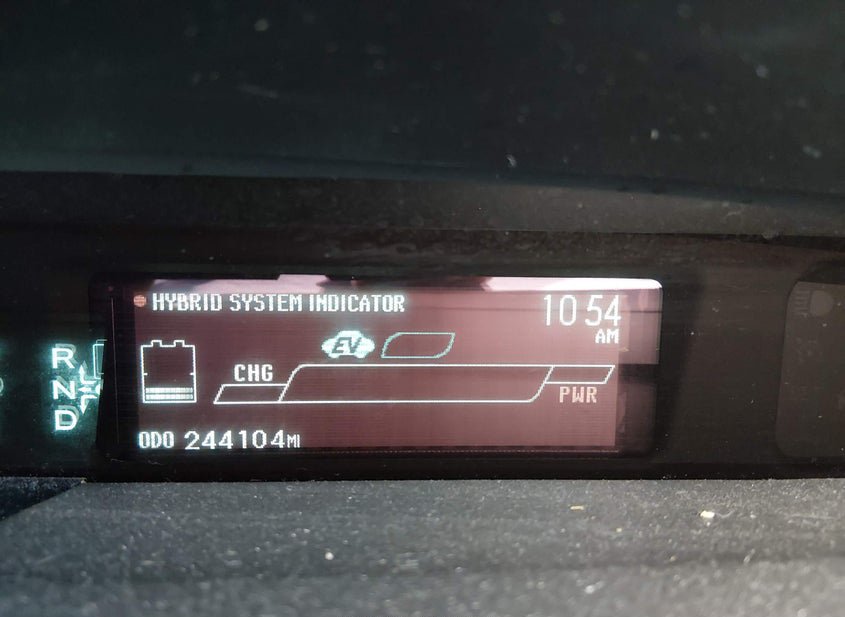 HYBRID SYSTEM INDICATOR
10 54
AM
EV
CHG
PWR
R
N
D
ODO 244104MI